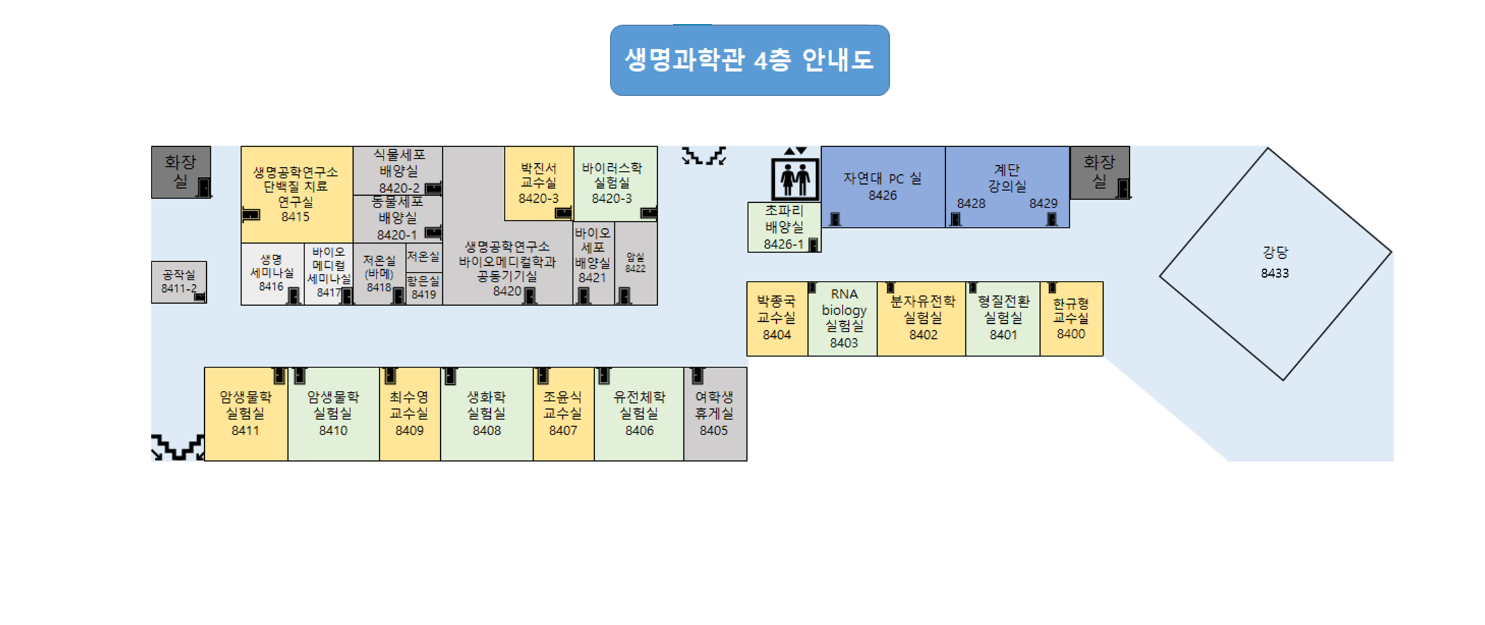 생명과학관 4층 안내도
화장
실
생명공학연구소
단백질 치료
연구실
8415
식물세포
배양실
8420-2
동물세포
배양실
8420-1
박진서
교수실
8420-3
바이러스학
실험실
8420-3
생명
세미나실
8416
바이오
메디컬
세미나실
8417
저온실
(바메)
8418
저온실
항은실
8419
생명공학연구소
바이오메디컬학과
공동기기실
8420
바이오
세포
배양실
8421
암실
8422
공작실
8411-2
초파리
배양실
8426-1
자연대 PC 실
8426
계단
강의실
8428 8429
화장
실
강당
8433
박종국
교수실
8404
RNA
biology
실험실
8403
분자유전학
실험실
8402
형질전환
실험실
8401
한규형
교수실
8400
암생물학
실험실
8411
암생물학
실험실
8410
최수영
교수실
8409
생화학
실험실
8408
조윤식
교수실
8407
유전체학
실험실
8406
여학생
휴게실
8405